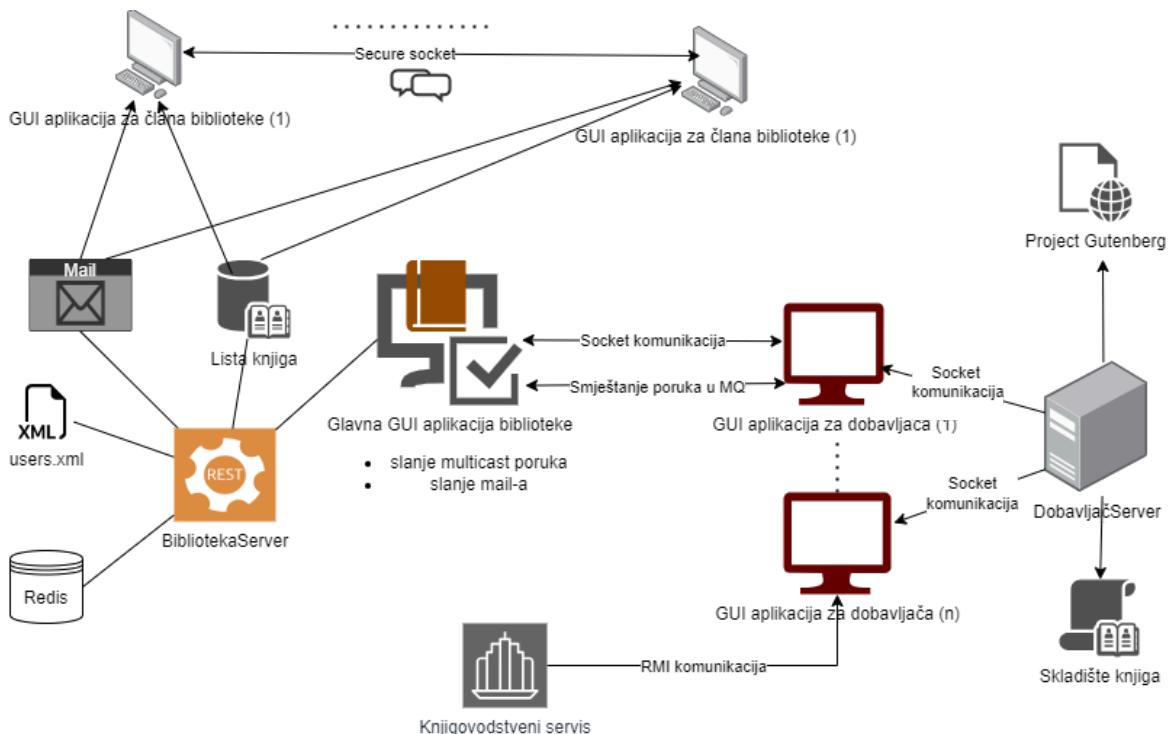 Secure socket
GUI aplikacija za člana biblioteke (1)
GUI aplikacija za člana biblioteke (1)
Project Gutenberg
Mail
Lista knjiga
Socket komunikacija
Smještanje poruka u MQ
Socket
komunikacija
Glavna GUI aplikacija biblioteke
GUI aplikacija za dobavljaca (1)
XML
users.xml
• slanje multicast poruka
• slanje mail-a
REST
Socket
komunikacija
DobavljačServer
BibliotekaServer
Redis
GUI aplikacija za dobavljača (n)
RMI komunikacija
Skladište knjiga
Knjigovodstveni servis